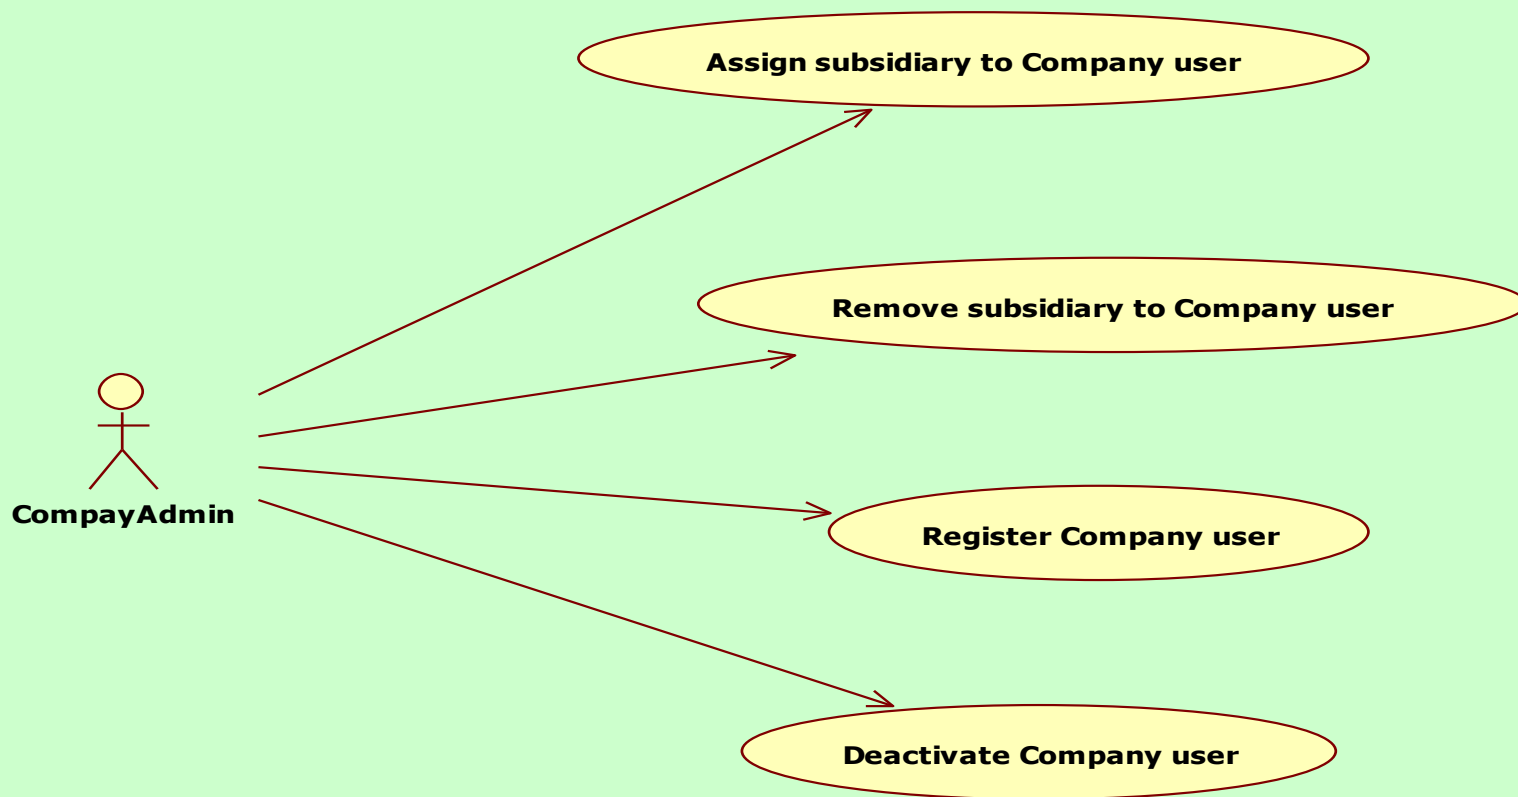 Assign subsidiary to Company user
Remove subsidiary to Company user
CompayAdmin
Register Company user
Deactivate Company user